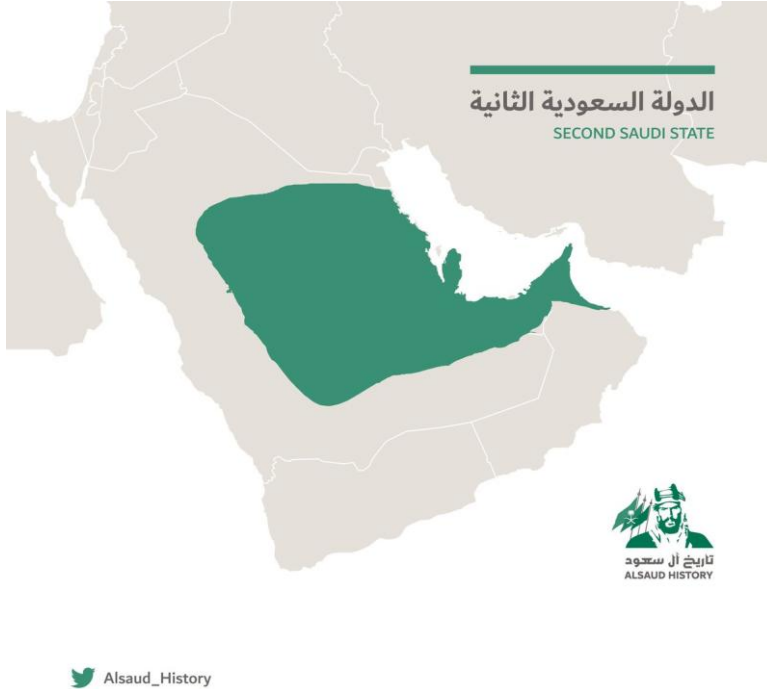 الدولة السعودية الثانية
SECOND SAUDI STATE
تاريخ آل سعود
ALSAUD HISTORY
Alsaud_History